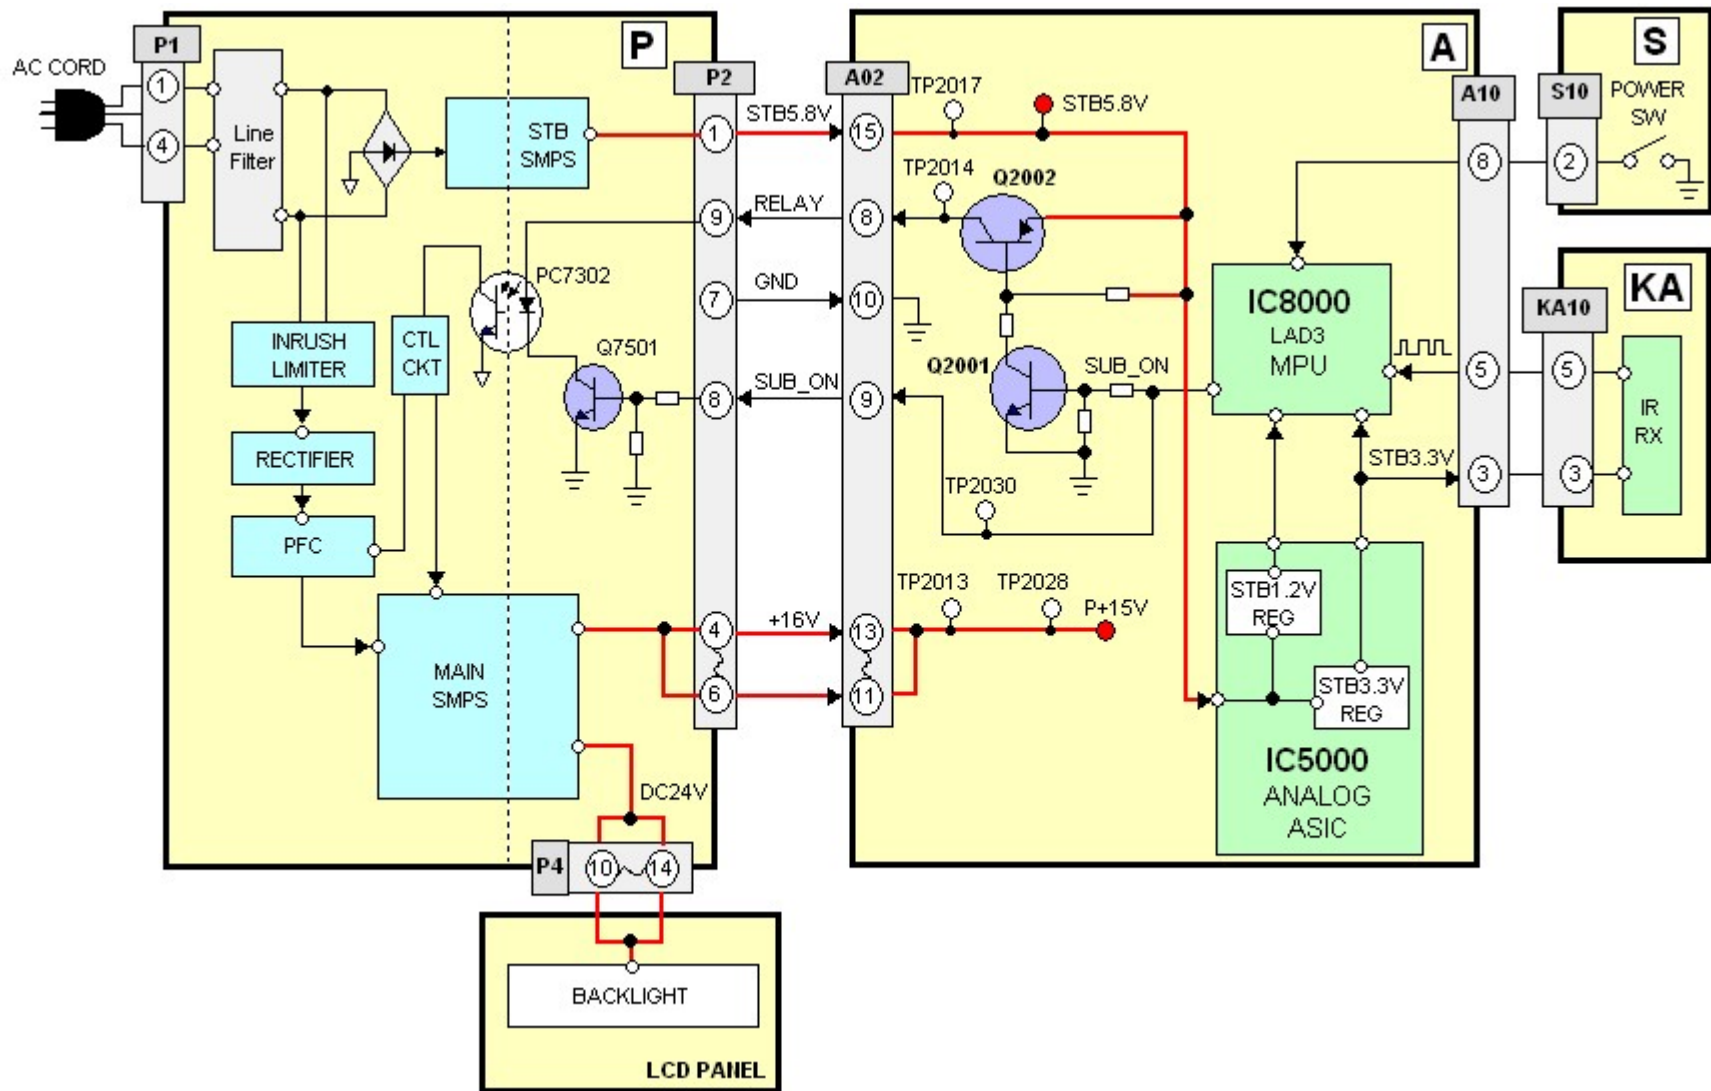 AC CORD
P1
1
4
Line
Filter
P
STB
SMPS
PC7302
INRUSH
LIMITER
CTL
CKT
Q7501
RECTIFIER
PFC
MAIN
SMPS
DC24V
P2
1
9
7
8
4
6
STB5.8V
RELAY
GND
SUB_ON
+16V
P4
10
14
BACKLIGHT
LCD PANEL
A02
15
8
10
9
13
11
A
TP2017
STB5.8V
TP2014
Q2002
Q2001
SUB_ON
TP2030
TP2013
TP2028
P+15V
IC8000
LAD3
MPU
STB3.3V
STB1.2V
REG
STB3.3V
REG
IC5000
ANALOG
ASIC
A10
8
5
3
S
S10
2
POWER
SW
KA
KA10
5
3
IR
RX